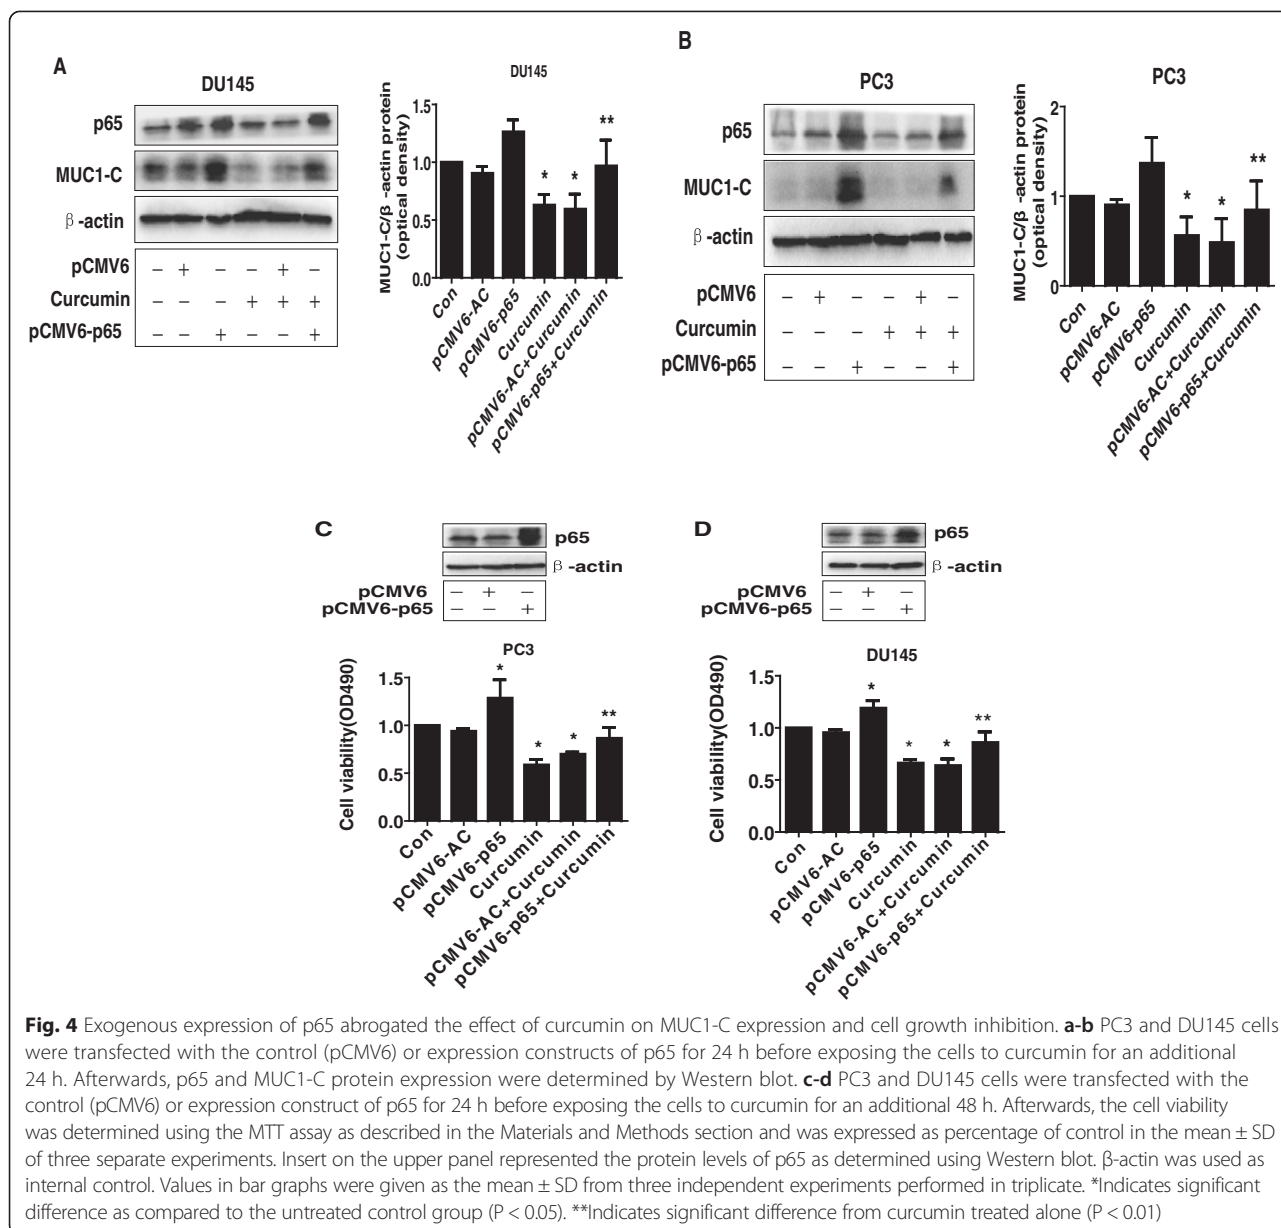 A
DU145
p65
MUC1-C
β-actin
pCMV6
– + – – + –
Curcumin
– – – + + +
pCMV6-p65
– – + – – +
DU145
MUC1-C/β-actin protein
(optical density)
1.5
1.0
0.5
0.0
* * **
Con
pCMV6-AC
pCMV6-p65
Curcumin
pCMV6-AC+Curcumin
pCMV6-p65+Curcumin
B
PC3
p65
MUC1-C
β-actin
pCMV6
– + – – + –
Curcumin
– – – + + +
pCMV6-p65
– – + – – +
PC3
MUC1-C/β-actin protein
(optical density)
2
1
0
* * **
Con
pCMV6-AC
pCMV6-p65
Curcumin
pCMV6-AC+Curcumin
pCMV6-p65+Curcumin
C
p65
β-actin
pCMV6
– + –
pCMV6-p65
– – +
PC3
Cell viability(OD490)
1.5
1.0
0.5
0.0
* * * **
Con
pCMV6-AC
pCMV6-p65
Curcumin
pCMV6-AC+Curcumin
pCMV6-p65+Curcumin
D
p65
β-actin
pCMV6
– + –
pCMV6-p65
– – +
DU145
Cell viability(OD490)
1.5
1.0
0.5
0.0
* * * **
Con
pCMV6-AC
pCMV6-p65
Curcumin
pCMV6-AC+Curcumin
pCMV6-p65+Curcumin
Fig. 4 Exogenous expression of p65 abrogated the effect of curcumin on MUC1-C expression and cell growth inhibition. a-b PC3 and DU145 cells
were transfected with the control (pCMV6) or expression constructs of p65 for 24 h before exposing the cells to curcumin for an additional
24 h. Afterwards, p65 and MUC1-C protein expression were determined by Western blot. c-d PC3 and DU145 cells were transfected with the
control (pCMV6) or expression construct of p65 for 24 h before exposing the cells to curcumin for an additional 48 h. Afterwards, the cell viability
was determined using the MTT assay as described in the Materials and Methods section and was expressed as percentage of control in the mean ± SD
of three separate experiments. Insert on the upper panel represented the protein levels of p65 as determined using Western blot. β-actin was used as
internal control. Values in bar graphs were given as the mean ± SD from three independent experiments performed in triplicate. *Indicates significant
difference as compared to the untreated control group (P < 0.05). **Indicates significant difference from curcumin treated alone (P < 0.01)